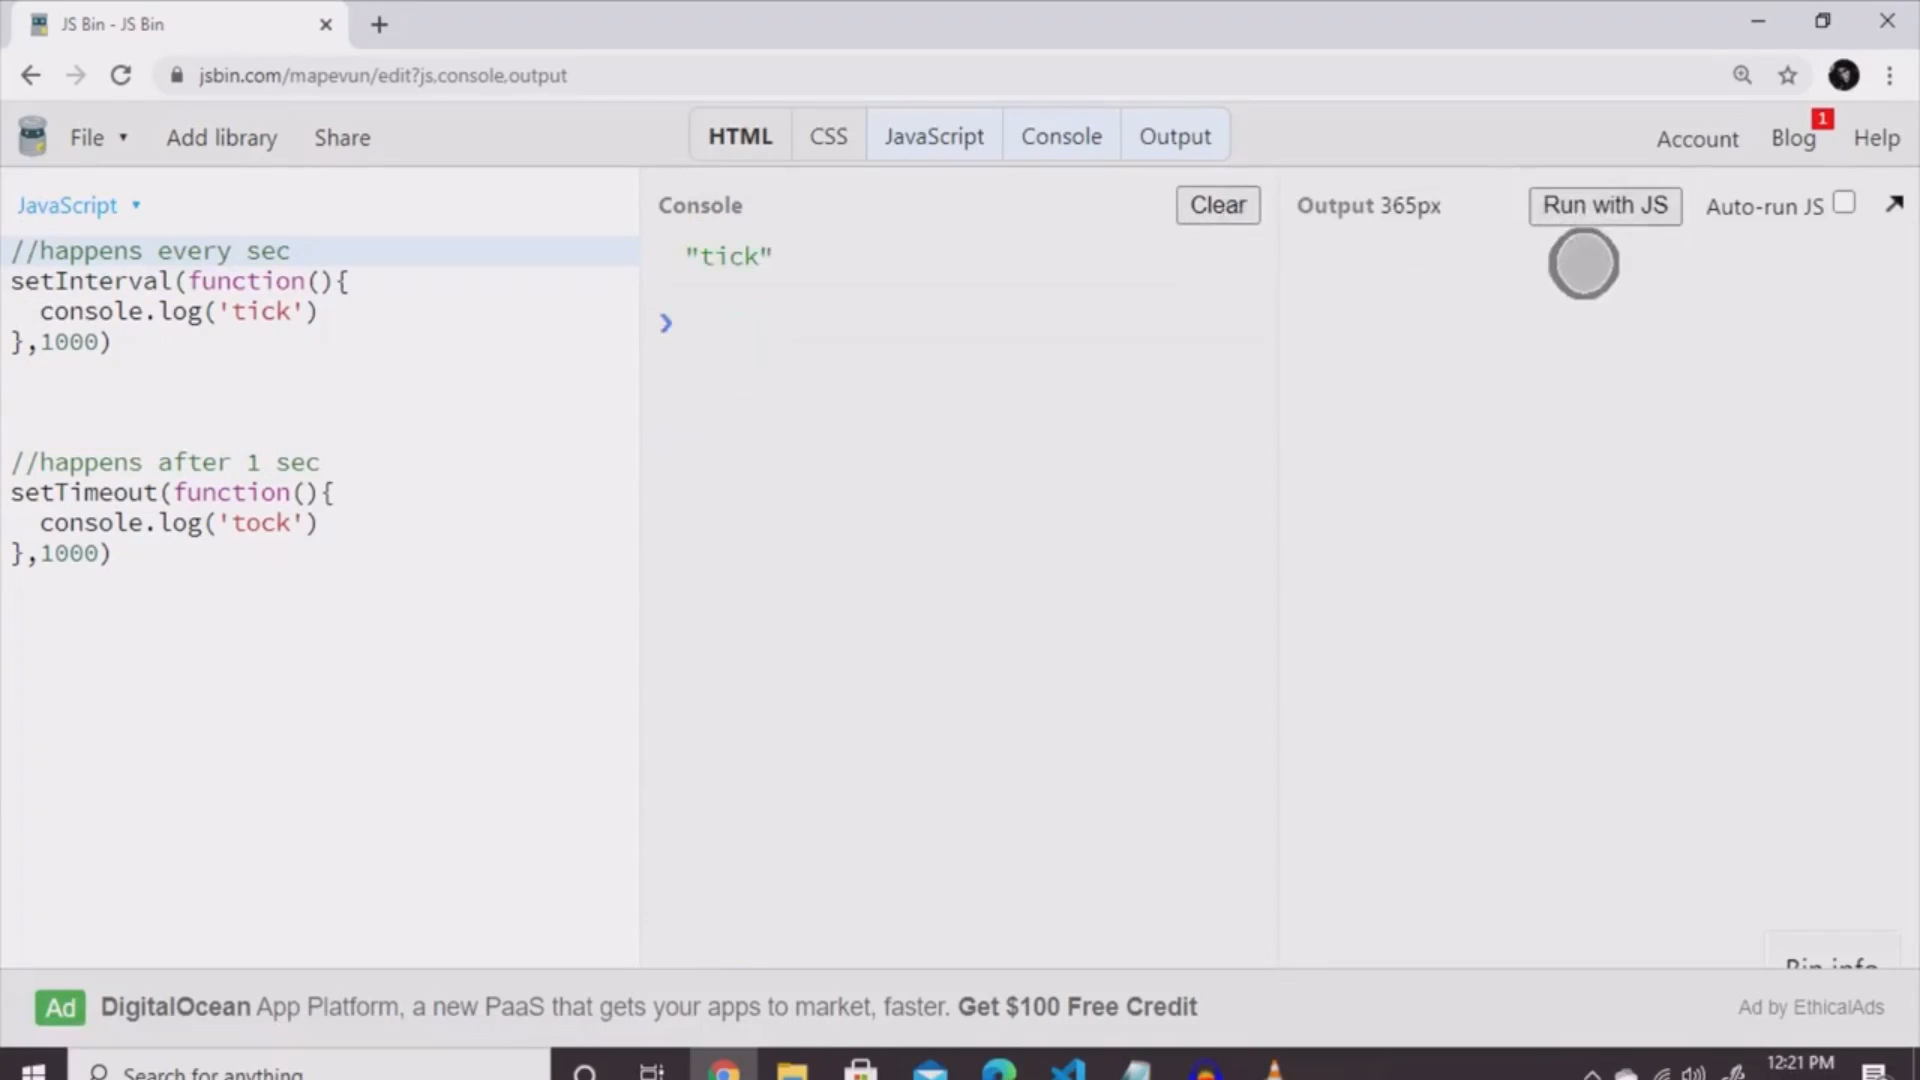 JS Bin - JS Bin
jsbin.com/mapevun/edit?js,console,output
File Add library Share HTML CSS JavaScript Console Output Account Blog 1 Help
JavaScript Console Clear Output 365px Run with JS Auto-run JS
//happens every sec
setInterval(function(){
console.log('tick')
},1000)
//happens after 1 sec
setTimeout(function(){
console.log('tock')
},1000)
"tick"
Bin info
Ad DigitalOcean App Platform, a new PaaS that gets your apps to market, faster. Get $100 Free Credit Ad by EthicalAds
Search for anything 12:21 PM